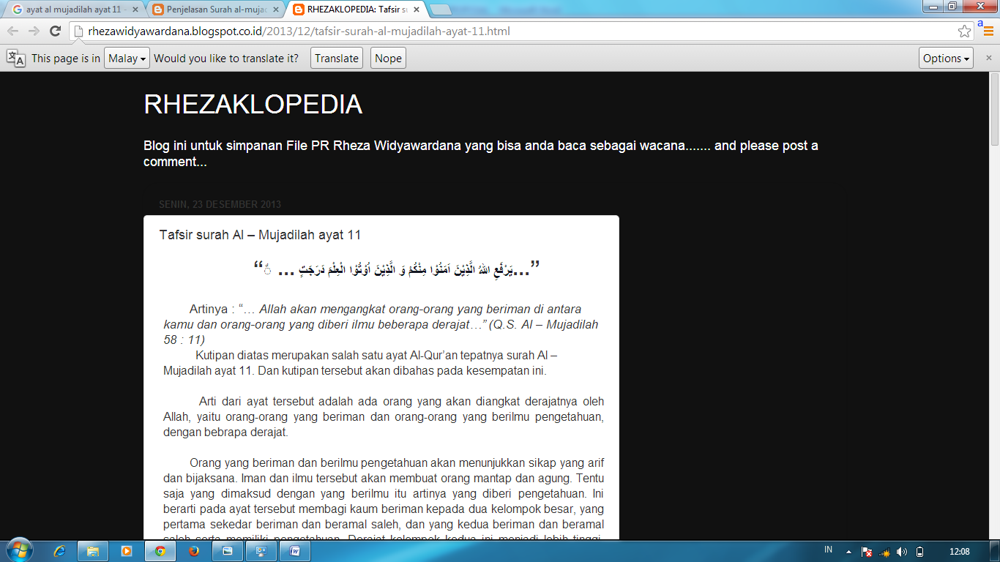 ayat al mujadilah ayat 11 -
Penjelasan Surah al-mujad
RHEZAKLOPEDIA: Tafsir su
rhezawidyawardana.blogspot.co.id/2013/12/tafsir-surah-al-mujadilah-ayat-11.html
a
This page is in Malay Would you like to translate it? Translate Nope Options
RHEZAKLOPEDIA
Blog ini untuk simpanan File PR Rheza Widyawardana yang bisa anda baca sebagai wacana....... and please post a
comment...
SENIN, 23 DESEMBER 2013
Tafsir surah Al – Mujadilah ayat 11
“…يَرْفَعِ اللهُ الَّذِيْنَ اَمَنُوْا مِنْكُمْ وَ الَّذِيْنَ أُوْتُوْا الْعِلْمَ دَرَجَتٍ … ”
Artinya : “… Allah akan mengangkat orang-orang yang beriman di antara
kamu dan orang-orang yang diberi ilmu beberapa derajat…” (Q.S. Al – Mujadilah
58 : 11)
Kutipan diatas merupakan salah satu ayat Al-Qur’an tepatnya surah Al –
Mujadilah ayat 11. Dan kutipan tersebut akan dibahas pada kesempatan ini.
Arti dari ayat tersebut adalah ada orang yang akan diangkat derajatnya oleh
Allah, yaitu orang-orang yang beriman dan orang-orang yang berilmu pengetahuan,
dengan bebrapa derajat.
Orang yang beriman dan berilmu pengetahuan akan menunjukkan sikap yang arif
dan bijaksana. Iman dan ilmu tersebut akan membuat orang mantap dan agung. Tentu
saja yang dimaksud dengan yang berilmu itu artinya yang diberi pengetahuan. Ini
berarti pada ayat tersebut membagi kaum beriman kepada dua kelompok besar, yang
pertama sekedar beriman dan beramal saleh, dan yang kedua beriman dan beramal
saleh serta memiliki pengetahuan. Derajat kelompok kedua ini menjadi lebih tinggi,
IN
12:08